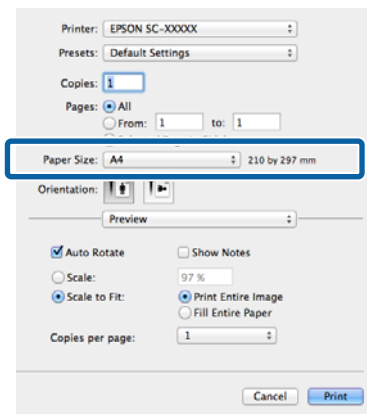 Printer: EPSON SC-XXXXX
Presets: Default Settings
Copies: 1
Pages: All
From: 1 to: 1
Paper Size: A4 210 by 297 mm
Orientation:
Preview
Auto Rotate Show Notes
Scale: 97 %
Scale to Fit: Print Entire Image
Fill Entire Paper
Copies per page: 1
Cancel Print